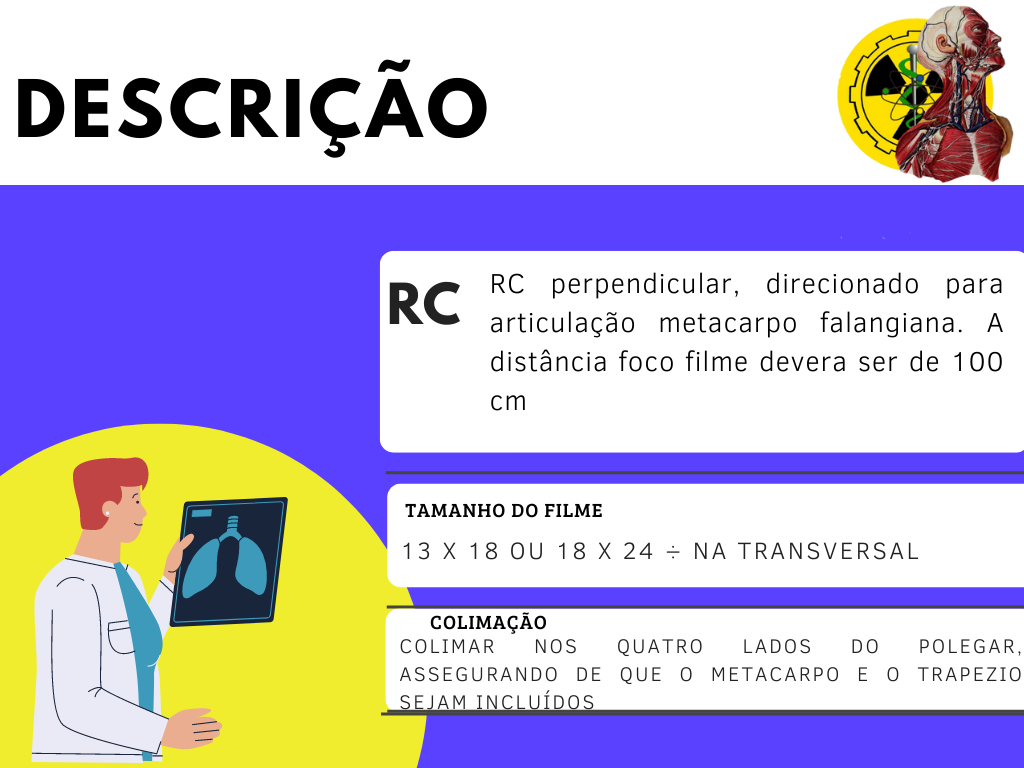 DESCRIÇÃO
RC
RC perpendicular, direcionado para
articulação metacarpo falangiana. A
distância foco filme devera ser de 100
cm
TAMANHO DO FILME
13 X 18 OU 18 X 24 ÷ NA TRANSVERSAL
COLIMAÇÃO
COLIMAR NOS QUATRO LADOS DO POLEGAR,
ASSEGURANDO DE QUE O METACARPO E O TRAPEZIO
SEJAM INCLUÍDOS